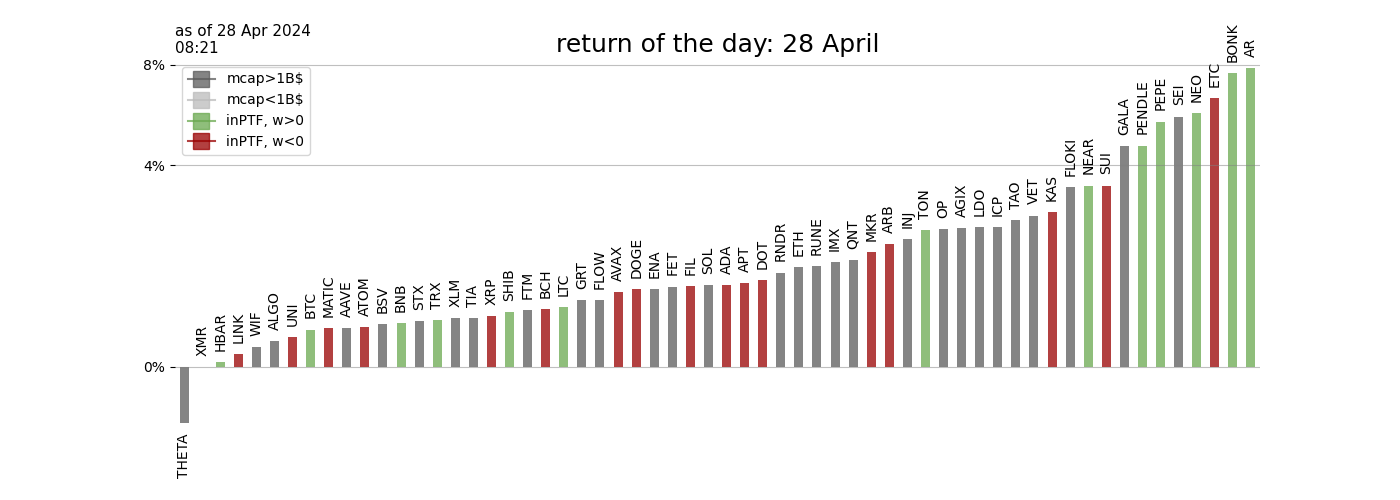 as of 28 Apr 2024
08:21
return of the day: 28 April
8%
4%
0%
mcap>1B$
mcap<1B$
inPTF, w>0
inPTF, w<0
THETA
XMR
HBAR
LINK
WIF
ALGO
UNI
BTC
MATIC
AAVE
ATOM
BSV
BNB
STX
TRX
XLM
TIA
XRP
SHIB
FTM
BCH
LTC
GRT
FLOW
AVAX
DOGE
ENA
FET
FIL
SOL
ADA
APT
DOT
RNDR
ETH
RUNE
IMX
QNT
MKR
ARB
INJ
TON
OP
AGIX
LDO
ICP
TAO
VET
KAS
FLOKI
NEAR
SUI
GALA
PENDLE
PEPE
SEI
NEO
ETC
BONK
AR